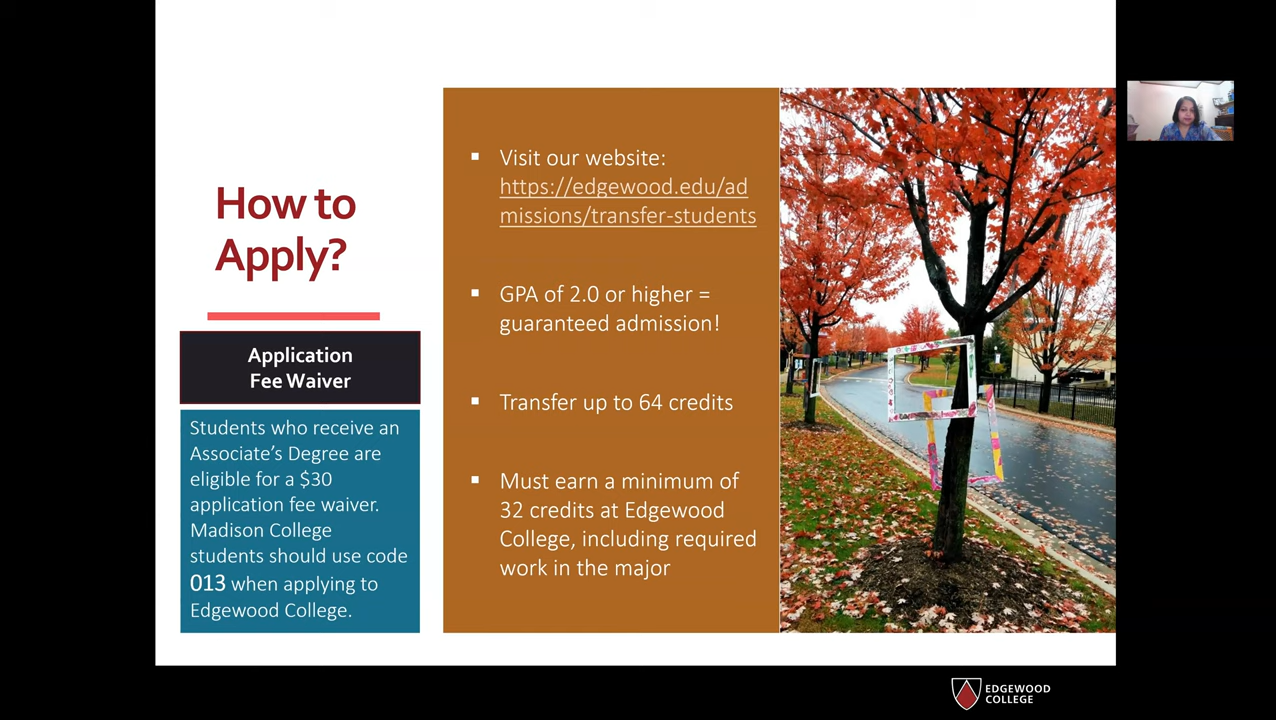 How to
Apply?
Application
Fee Waiver
Students who receive an
Associate's Degree are
eligible for a $30
application fee waiver.
Madison College
students should use code
013 when applying to
Edgewood College.
▪ Visit our website:
https://edgewood.edu/ad
missions/transfer-students
▪ GPA of 2.0 or higher =
guaranteed admission!
▪ Transfer up to 64 credits
▪ Must earn a minimum of
32 credits at Edgewood
College, including required
work in the major
EDGEWOOD
COLLEGE